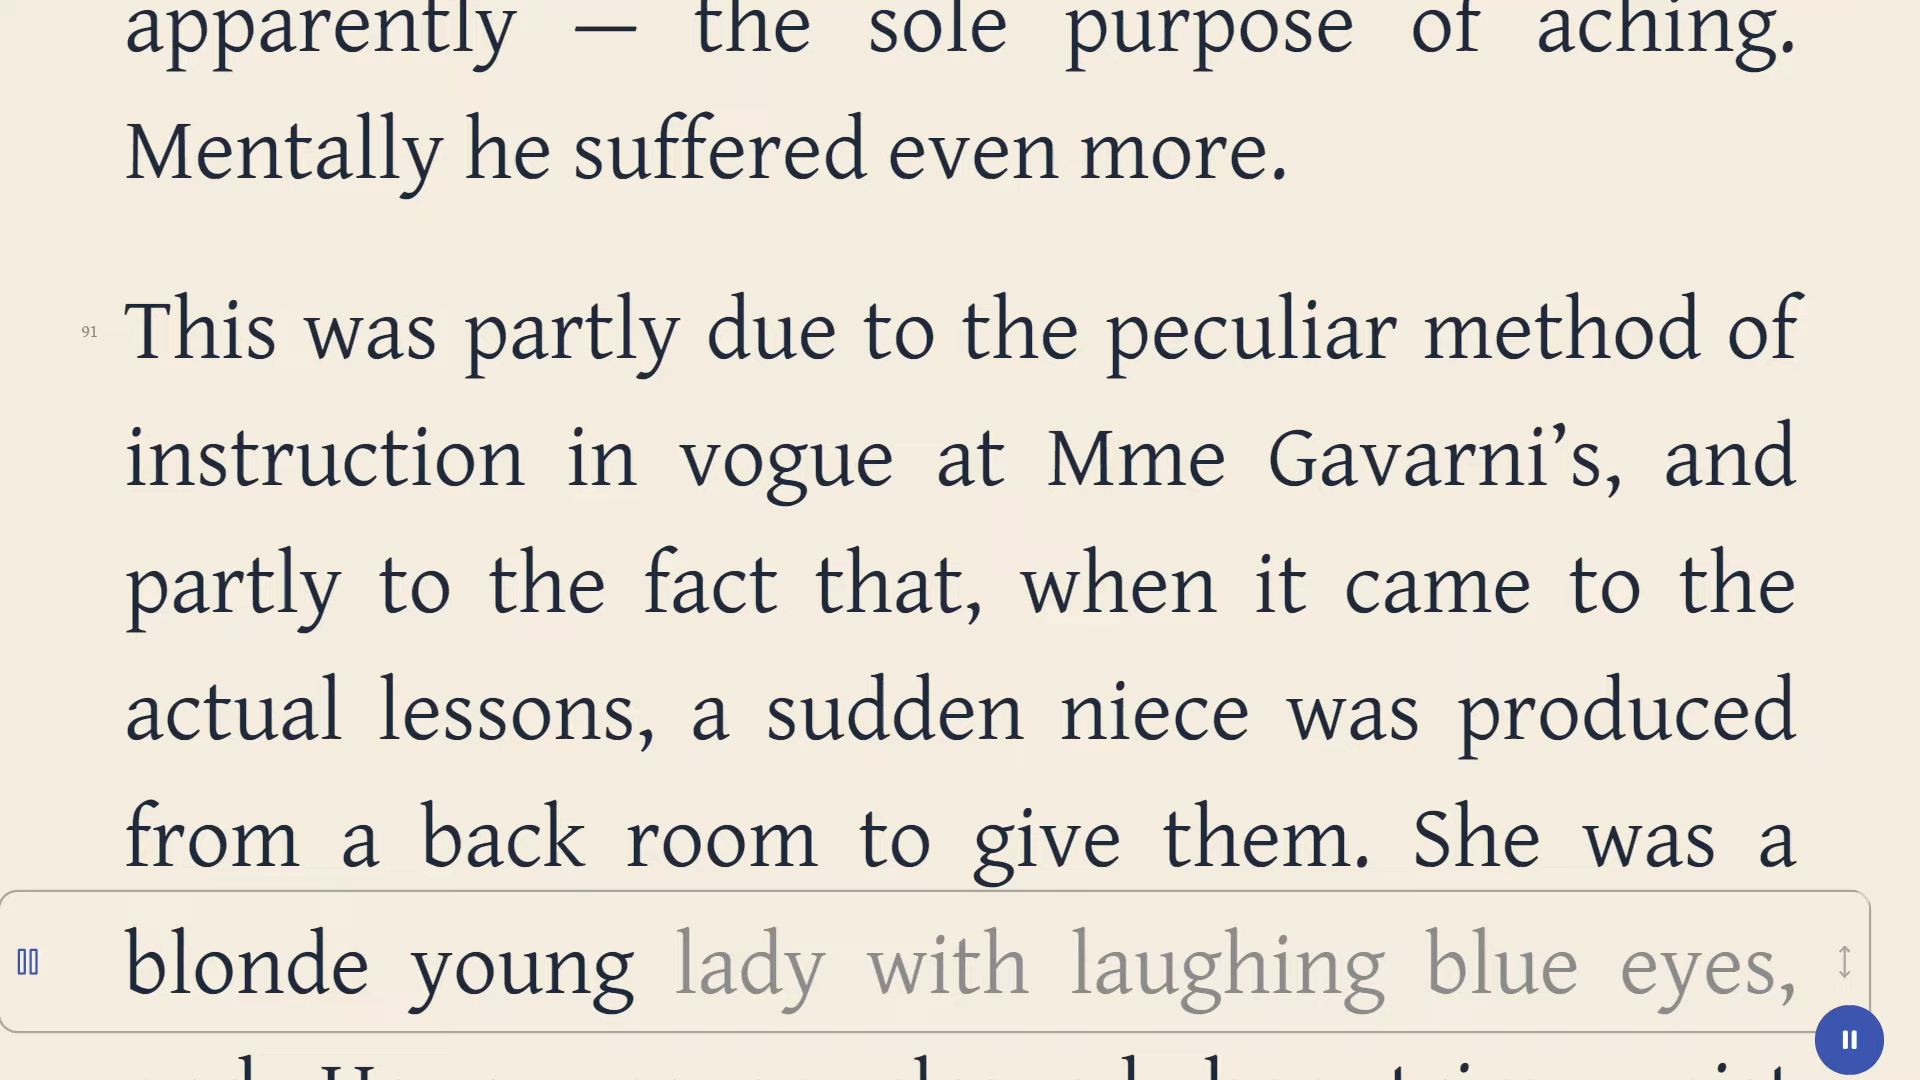 apparently — the sole purpose of aching.
Mentally he suffered even more.
91
This was partly due to the peculiar method of
instruction in vogue at Mme Gavarni’s, and
partly to the fact that, when it came to the
actual lessons, a sudden niece was produced
from a back room to give them. She was a
blonde young lady with laughing blue eyes,